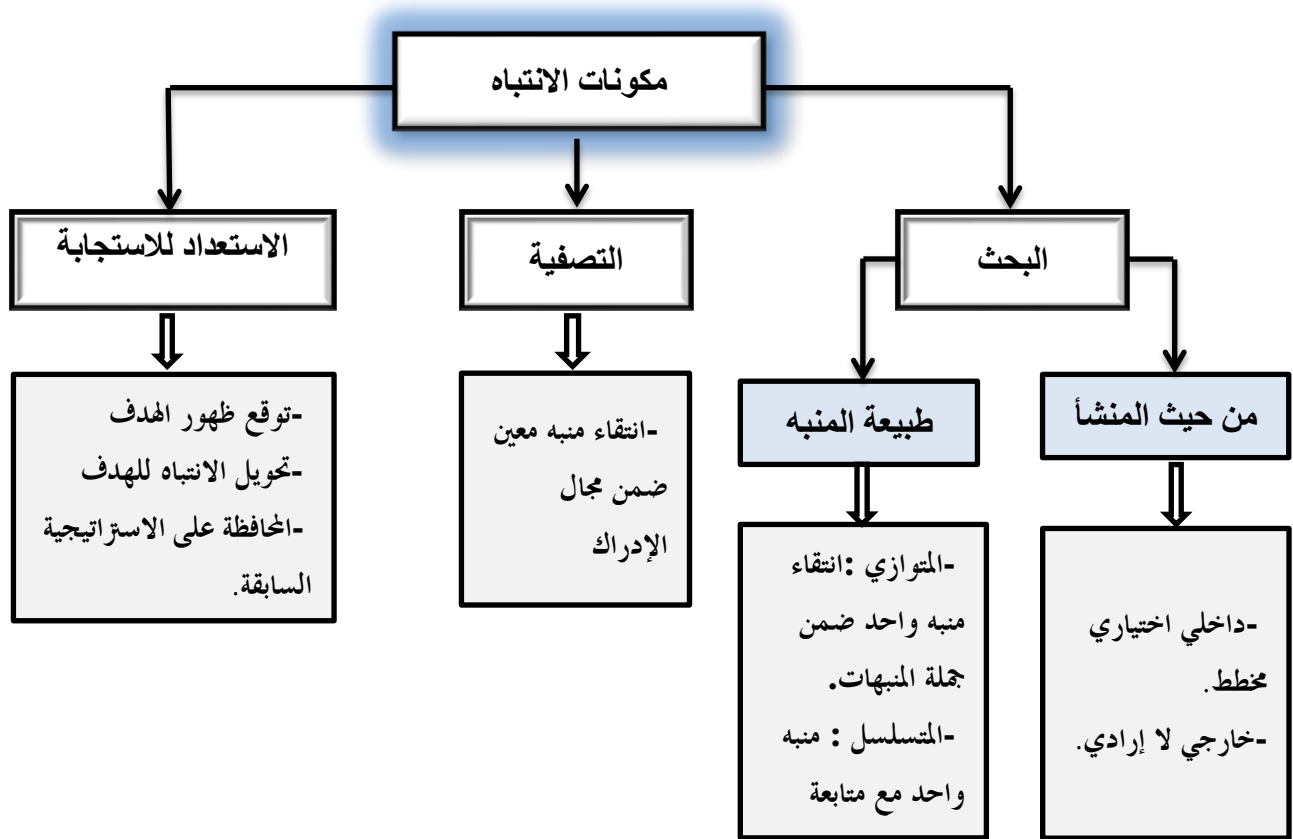 مكونات الانتباه
البحث
التصفية
الاستعداد للاستجابة
من حيث المنشأ
-داخلي اختياري
مخطط.
-خارجي لا إرادي.
طبيعة المنبه
-المتوازي :انتقاء
منبه واحد ضمن
جملة المنبهات.
-المتسلسل : منبه
واحد مع متابعة
-انتقاء منبه معين
ضمن مجال
الإدراك
-توقع ظهور الهدف
-تحويل الانتباه للهدف
-المحافظة على الاستراتيجية
السابقة.